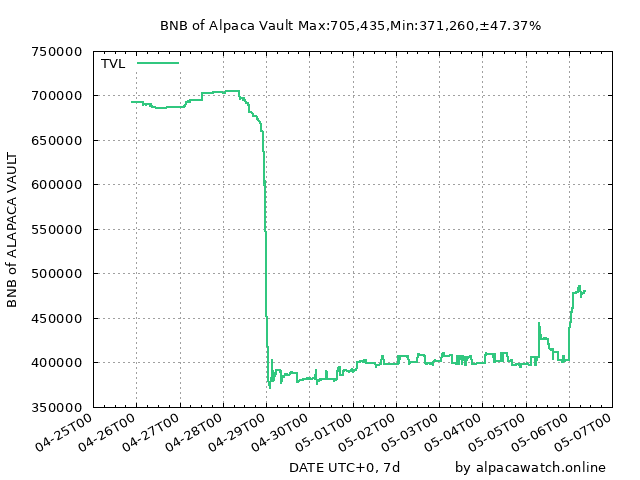 BNB of Alpaca Vault Max:705,435,Min:371,260,±47.37%
750000
TVL
700000
650000
600000
550000
500000
450000
400000
350000
BNB of ALAPACA VAULT
04-25T00
04-26T00
04-27T00
04-28T00
04-29T00
04-30T00
05-01T00
05-02T00
05-03T00
05-04T00
05-05T00
05-06T00
05-07T00
DATE UTC+0, 7d
by alpacawatch.online